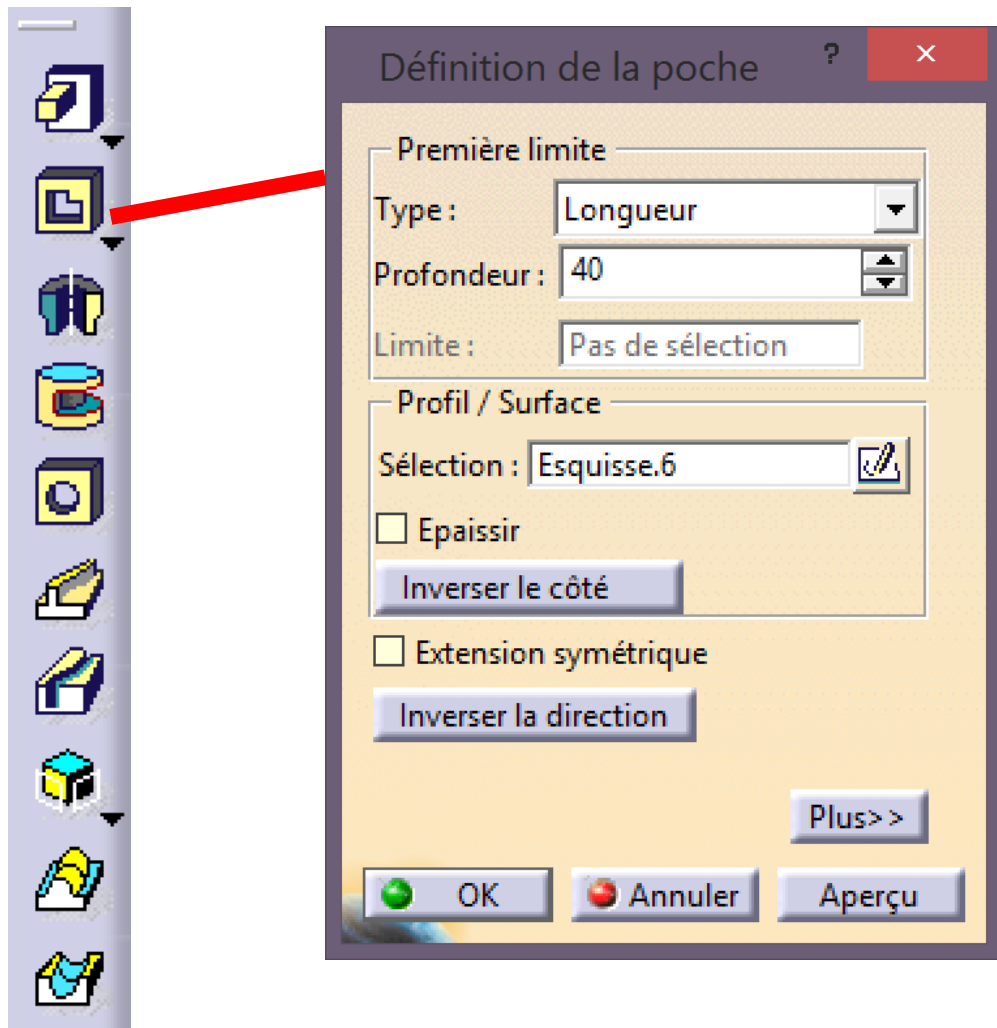 Définition de la poche ? ×
Première limite
Type : Longueur
Profondeur : 40
Limite : Pas de sélection
Profil / Surface
Sélection : Esquisse.6
Epaissir
Inverser le côté
Extension symétrique
Inverser la direction
Plus>>
OK Annuler Aperçu